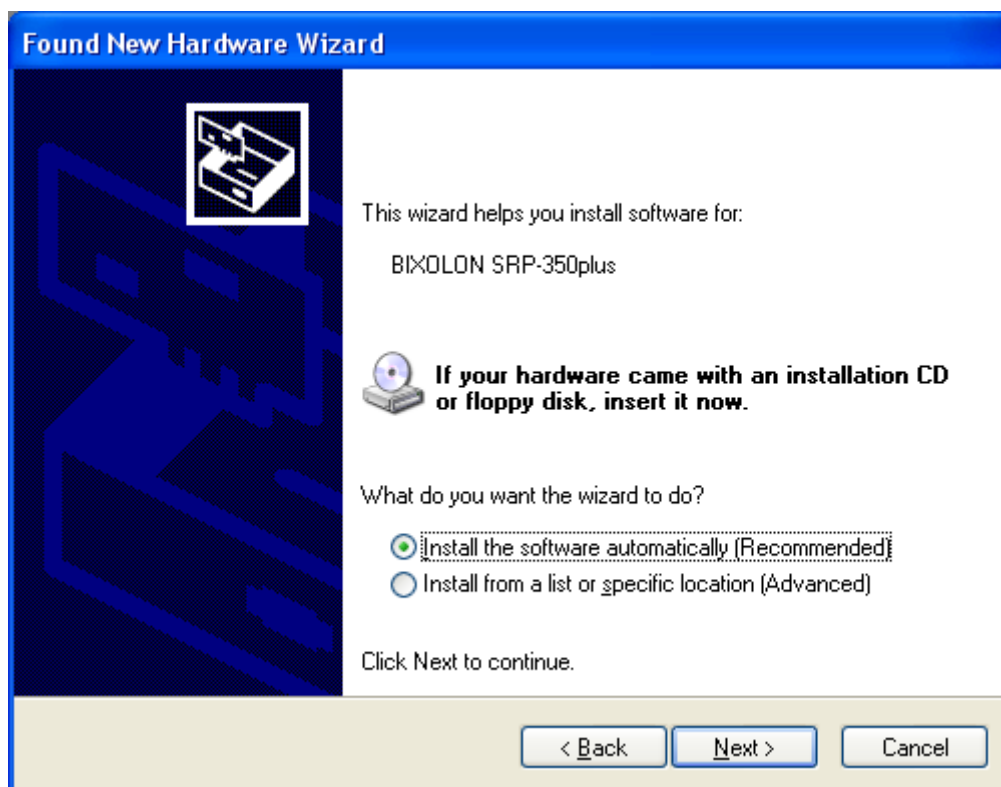 Found New Hardware Wizard
This wizard helps you install software for:
BIXOLON SRP-350plus
If your hardware came with an installation CD
or floppy disk, insert it now.
What do you want the wizard to do?
Install the software automatically (Recommended)
Install from a list or specific location (Advanced)
Click Next to continue.
< Back
Next >
Cancel